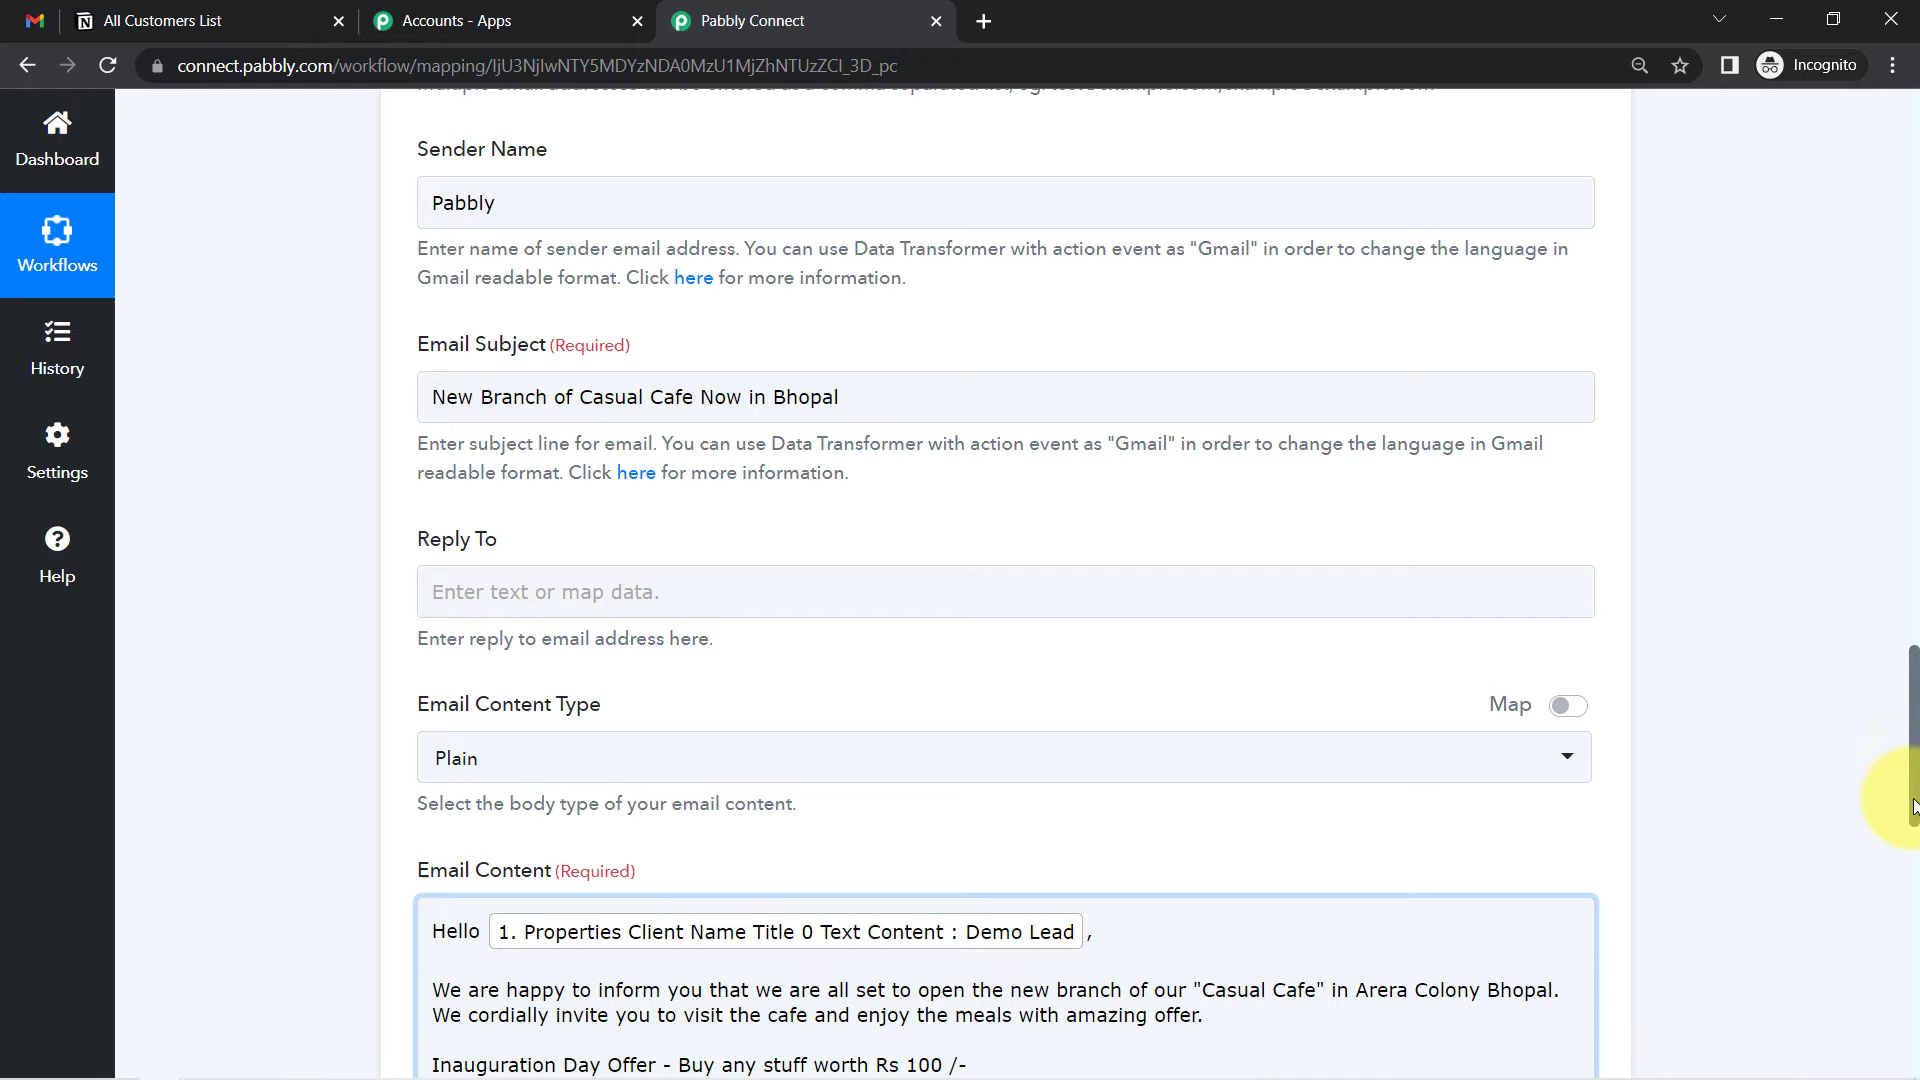 All Customers List
Accounts - Apps
Pabbly Connect
connect.pabbly.com/workflow/mapping/
Incognito
Dashboard
Workflows
History
Settings
Help
Sender Name
Pabbly
Enter name of sender email address. You can use Data Transformer with action event as "Gmail" in order to change the language in
Gmail readable format. Click here for more information.
Email Subject (Required)
New Branch of Casual Cafe Now in Bhopal
Enter subject line for email. You can use Data Transformer with action event as "Gmail" in order to change the language in Gmail
readable format. Click here for more information.
Reply To
Enter text or map data.
Enter reply to email address here.
Email Content Type
Map
Plain
Select the body type of your email content.
Email Content (Required)
Hello 1. Properties Client Name Title 0 Text Content : Demo Lead ,
We are happy to inform you that we are all set to open the new branch of our "Casual Cafe" in Arera Colony Bhopal.
We cordially invite you to visit the cafe and enjoy the meals with amazing offer.
Inauguration Day Offer - Buy any stuff worth Rs 100 /-